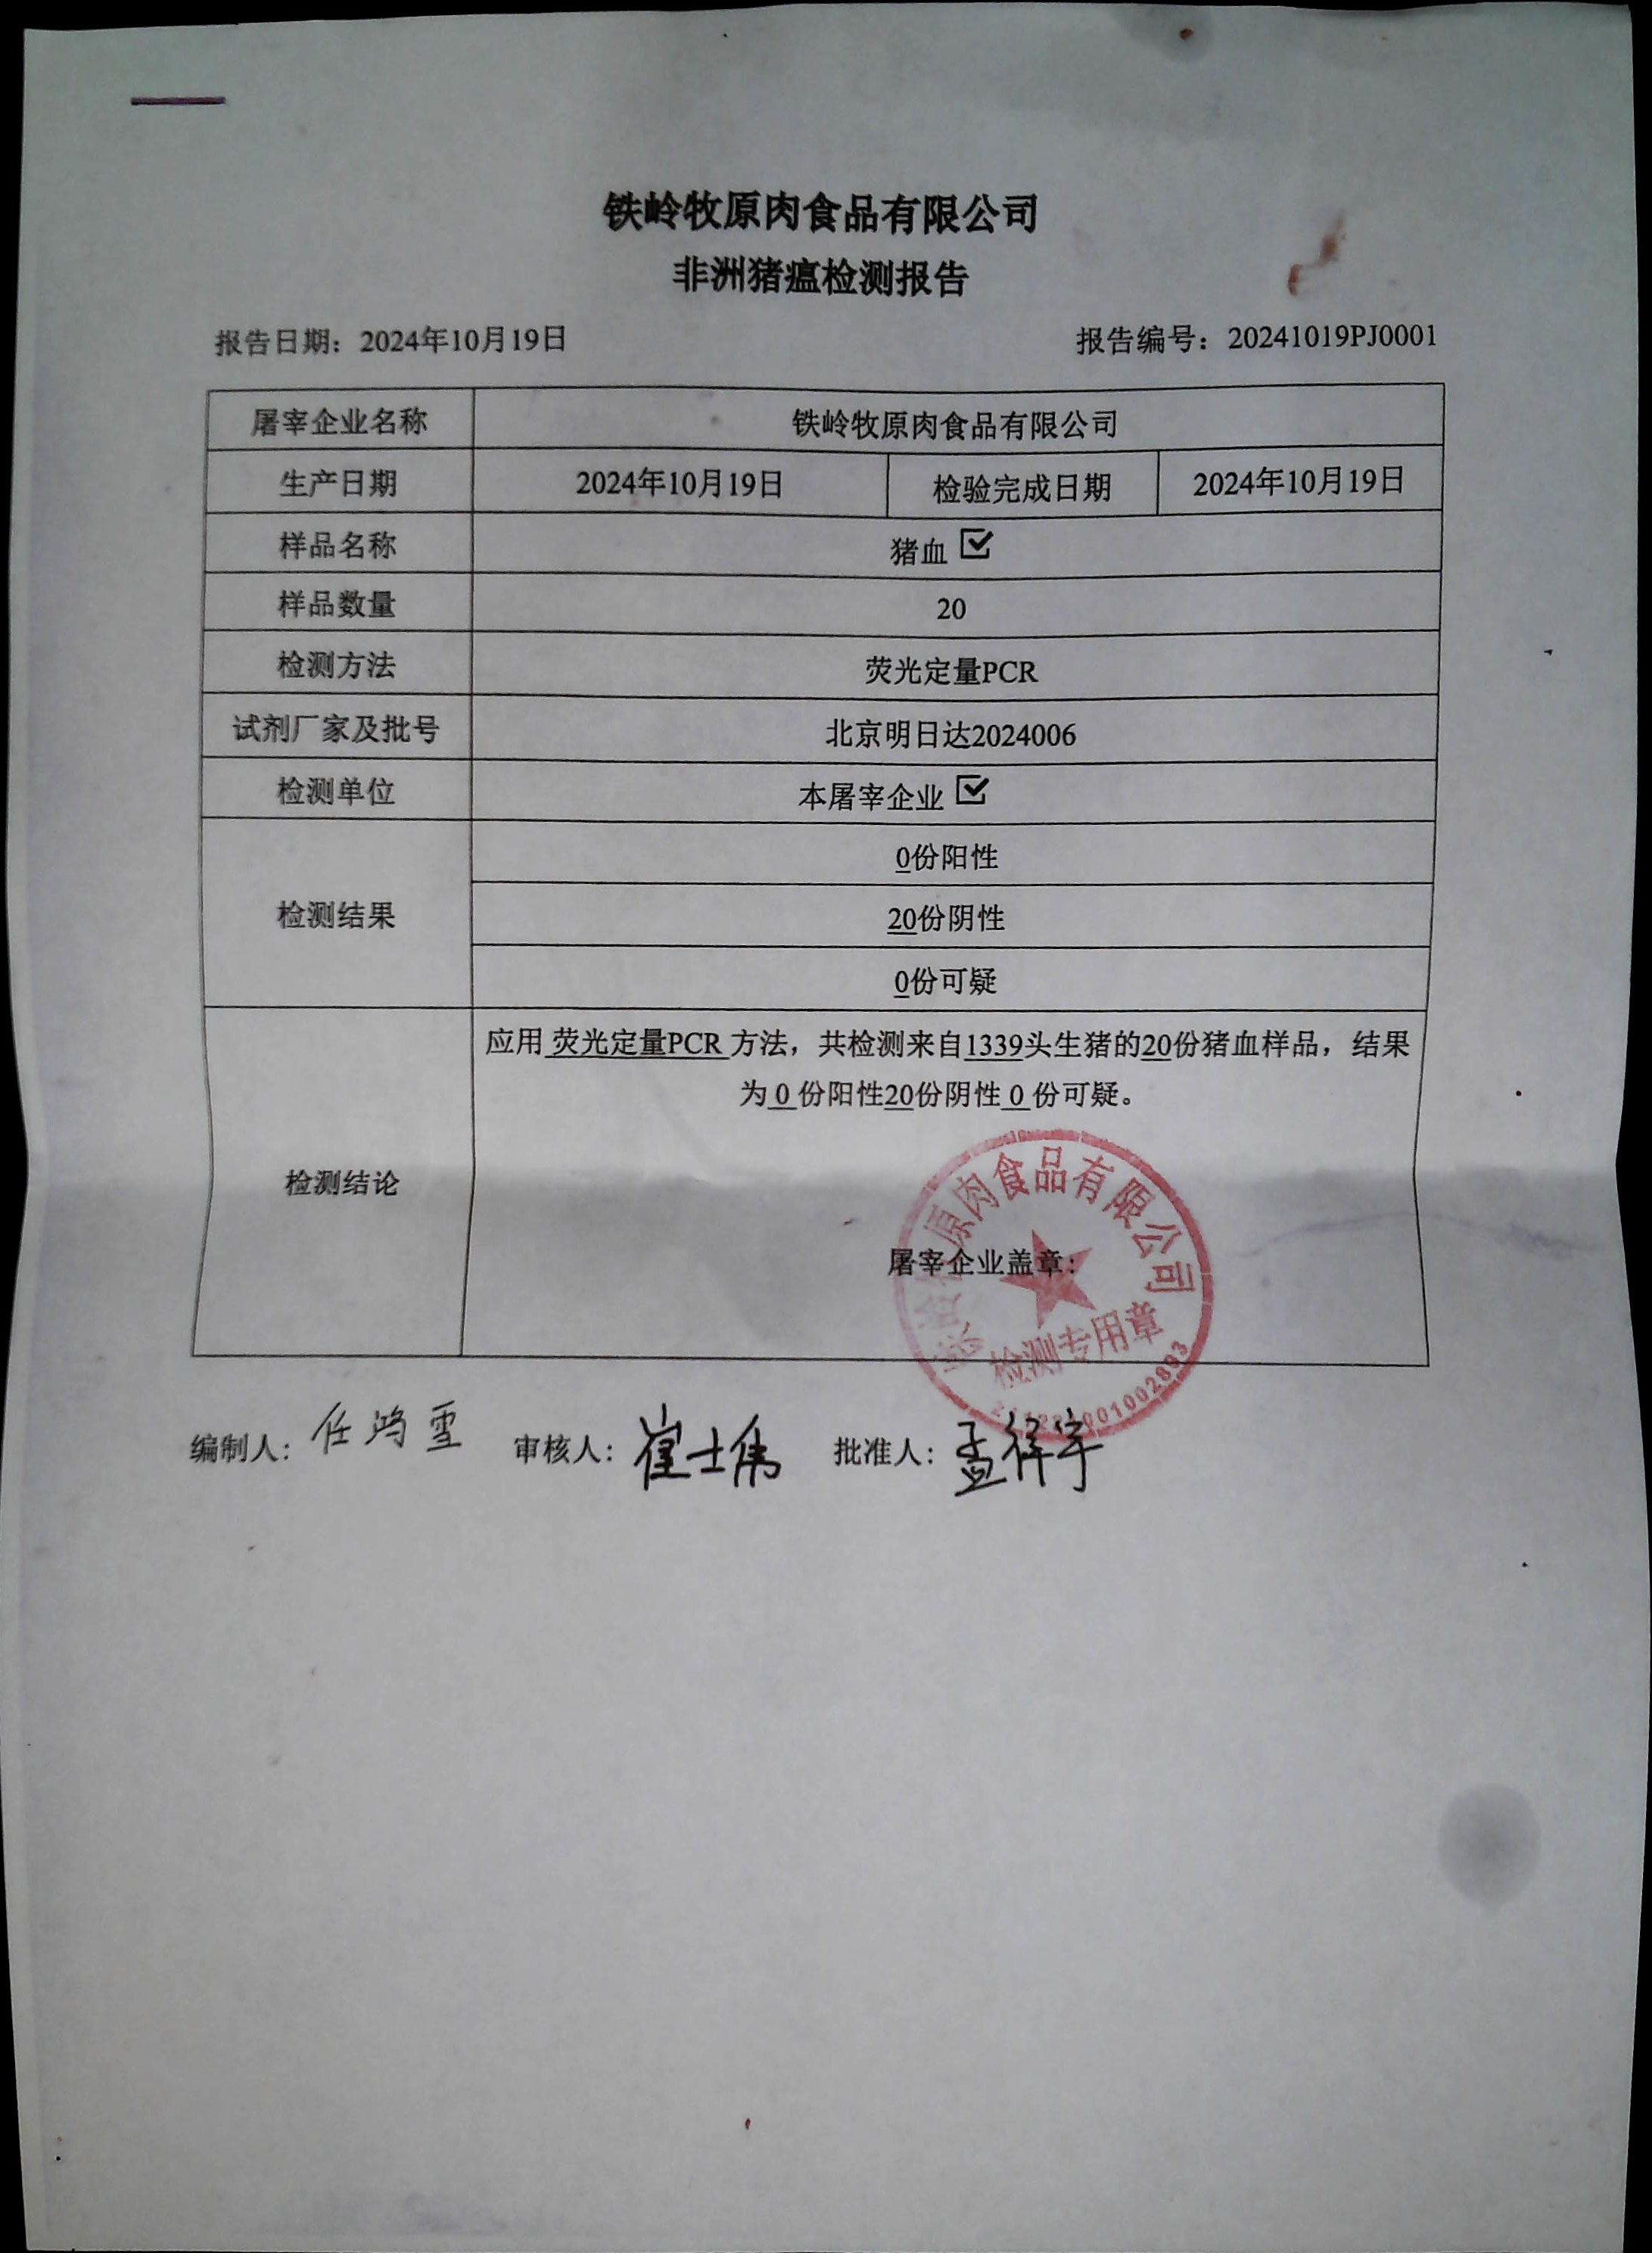 铁岭牧原肉食品有限公司
非洲猪瘟检测报告
报告日期：2024年10月19日 报告编号：20241019PJ0001
屠宰企业名称 铁岭牧原肉食品有限公司
生产日期 2024年10月19日 检验完成日期 2024年10月19日
样品名称 猪血 ☑
样品数量 20
检测方法 荧光定量PCR
试剂厂家及批号 北京明日达2024006
检测单位 本屠宰企业 ☑
检测结果
0份阳性
20份阴性
0份可疑
检测结论
应用 荧光定量PCR 方法，共检测来自1339头生猪的20份猪血样品，结果
为 0 份阳性20份阴性 0 份可疑。
屠宰企业盖章：
铁岭牧原肉食品有限公司
检测专用章
编制人：任鸿雪 审核人：崔士伟 批准人：孟祥宇